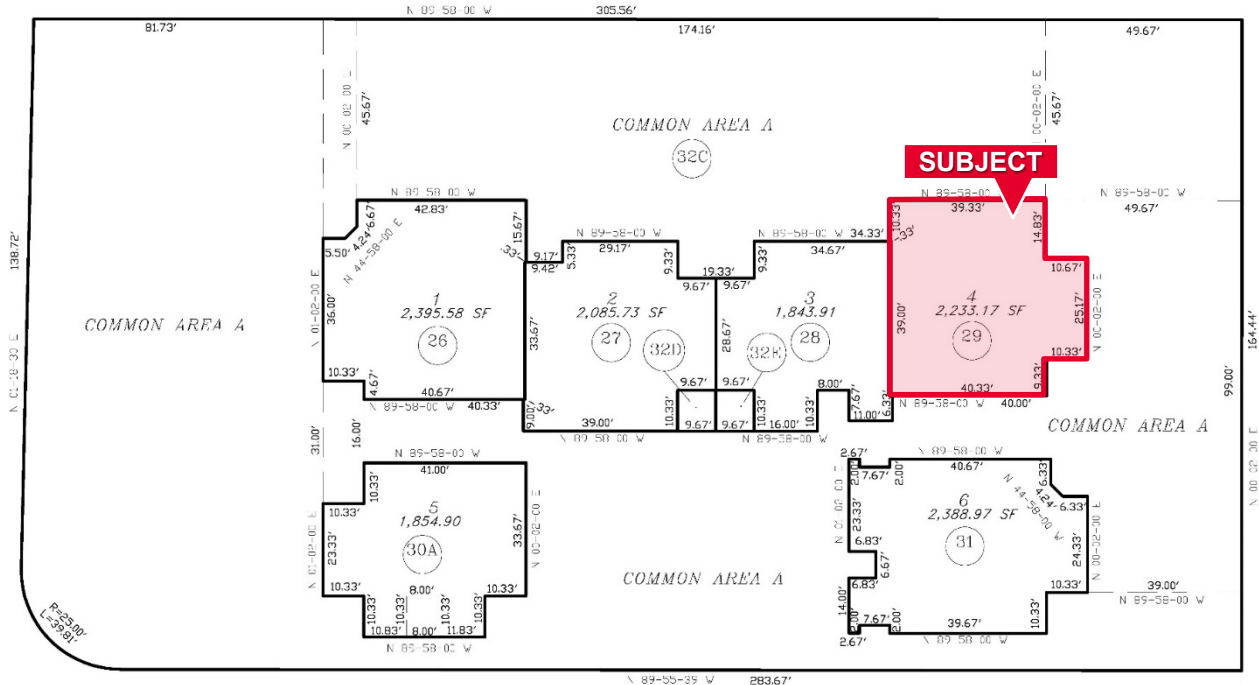 N 89-58-00 W
305.56'
81.73'
174.16'
49.67'
N 00 02 00 E
45.67'
45.67'
COMMON AREA A
32C
SUBJECT
N 89 58 00 W
42.83'
N 89-58-00
39.33'
N 89-58-00 W
49.67'
6.67'
4.24'
5.50'
N 44-58-00 E
15.67'
.33'
10.33'
.33'
14.83'
N 89-58-00 W
29.17'
N 89-58-00 W
34.33'
34.67'
9.17'
9.42'
5.33'
9.33'
19.33'
9.33'
9.67'
9.67'
10.67'
138.72'
N 01-18-30 E
36.00'
COMMON AREA A
1
2,395.58 SF
26
33.67'
2
2,085.73 SF
27
32D
28.67'
3
1,843.91
28
32E
39.00'
4
2,233.17 SF
29
25.17'
N 00-02-00 E
164.44'
99.00'
10.33'
4.67'
40.67'
N 89-58-00 W
40.33'
9.67'
9.67'
8.00'
10.33'
9.33'
40.33'
N 89-58-00 W
40.00'
9.00'
.33'
39.00'
10.33'
9.67'
9.67'
10.33'
16.00'
7.67'
11.00'
6.33'
89 58 00 W
N 89-58-00 W
COMMON AREA A
31.00'
16.00'
N 89-58-00 W
41.00'
10.33'
10.33'
5
1,854.90
30A
33.67'
N 00-02-00 E
23.33'
10.33'
8.00'
10.33'
10.33'
10.33'
10.33'
10.33'
10.83'
8.00'
11.83'
N 89-58-00 W
2.67'
2.00'
7.67'
2.00'
89-58-00 W
40.67'
6.33'
4.24'
6.33'
N 44-58-00 W
23.33'
6
2,388.97 SF
31
24.33'
N 00-02-00 E
6.83'
6.67'
6.83'
14.00'
10.33'
39.00'
N 89-58-00 W
COMMON AREA A
2.00'
7.67'
2.00'
2.67'
39.67'
10.33'
89-58-00 W
N 00 02 00 E
R=25.00'
L=39.81'
89-55-39 W
283.67'